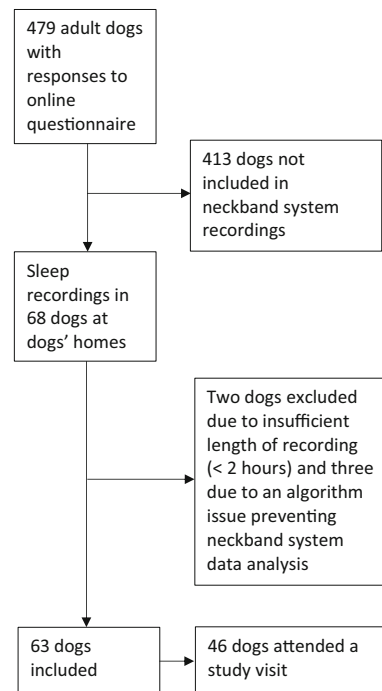 479 adult dogs
with
responses to
online
questionnaire
413 dogs not
included in
neckband system
recordings
Sleep
recordings in
68 dogs at
dogs' homes
Two dogs excluded
due to insufficient
length of recording
(< 2 hours) and three
due to an algorithm
issue preventing
neckband system
data analysis
63 dogs
included
46 dogs attended a
study visit